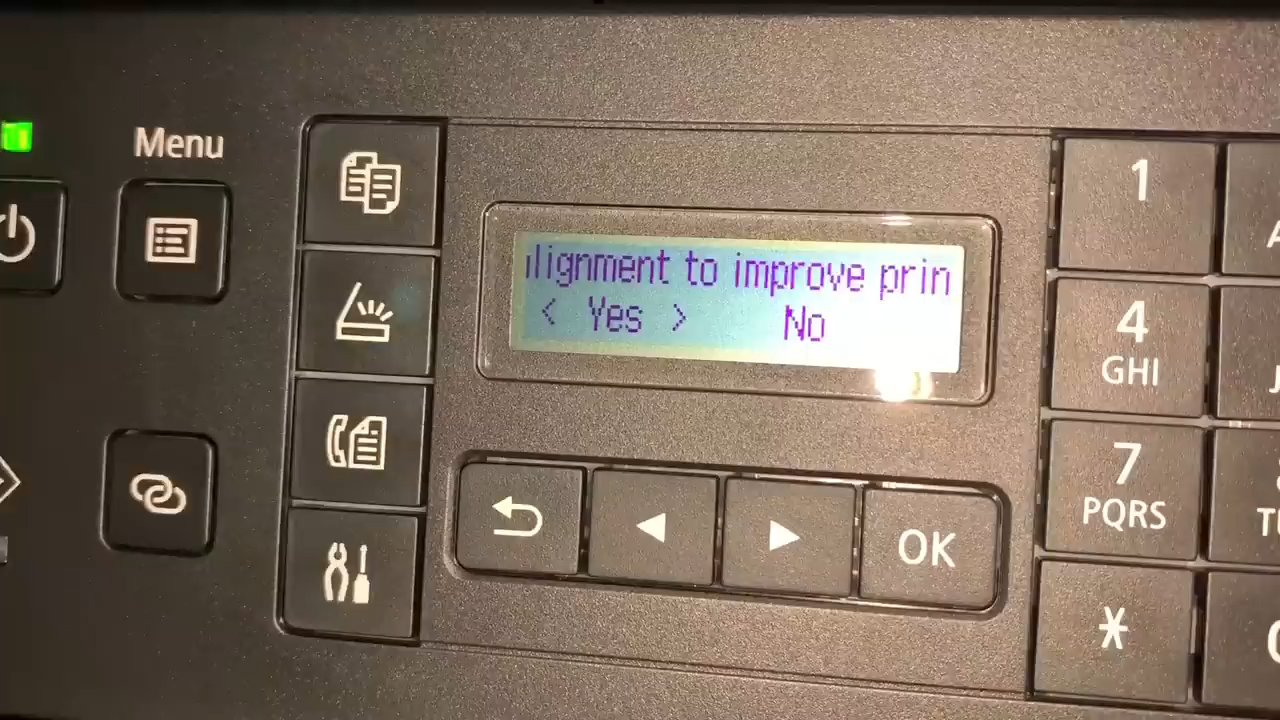 Menu
lignment to improve prin
< Yes > No
OK
1
4
GHI
7
PQRS
*